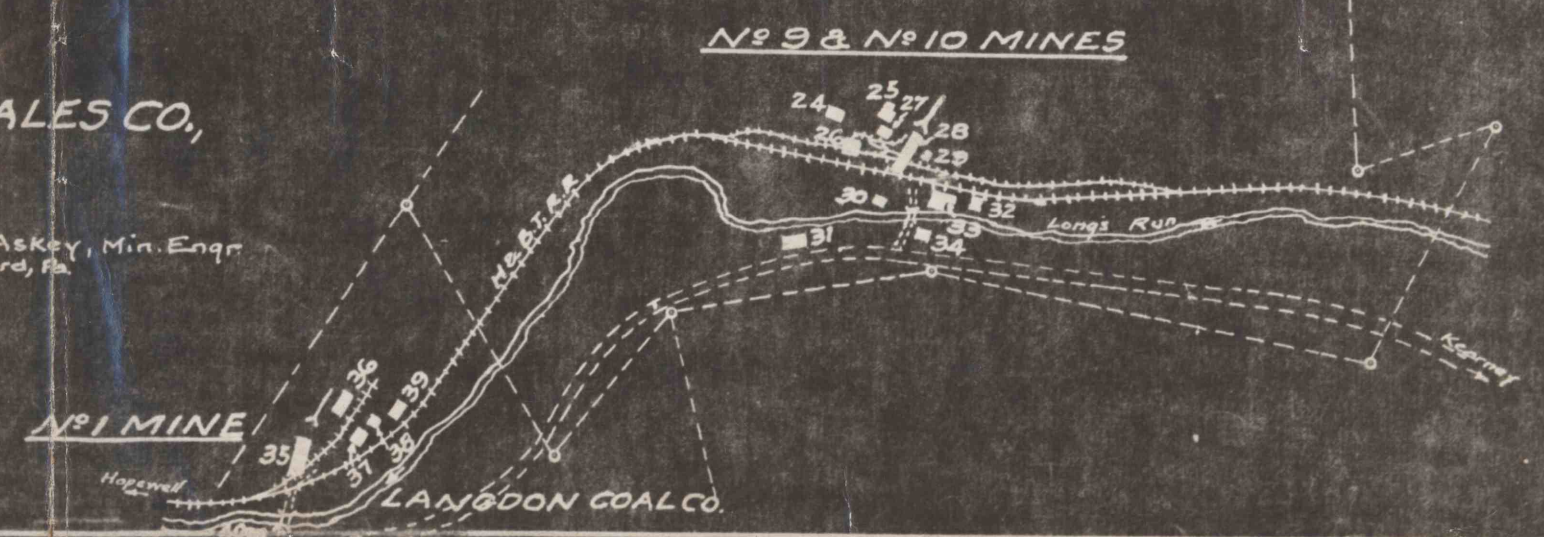 Nº 9 & Nº 10 MINES
ALES CO.,
Askey, Min. Engr.
rd, Pa.
24
25
27
26
28
29
H. & B. T. R. R.
30
32
33
31
34
Long's Run
Kearney
36
39
Nº 1 MINE
35
37
38
Hopewell
LANGDON COAL CO.